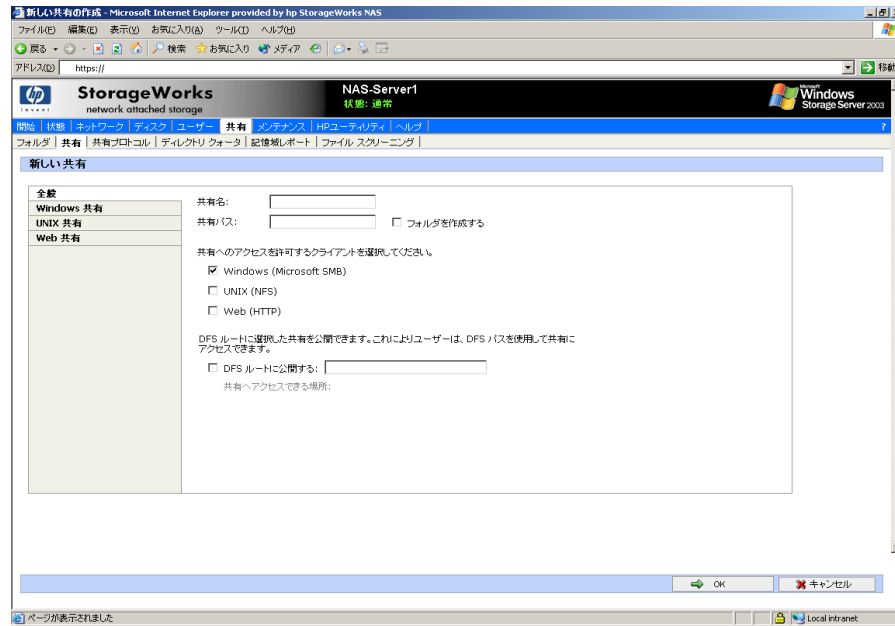 新しい共有の作成 - Microsoft Internet Explorer provided by hp StorageWorks NAS
ファイル(F) 編集(E) 表示(V) お気に入り(A) ツール(T) ヘルプ(H)
戻る 検索 お気に入り メディア
アドレス(D) https:// 移動
hp invent StorageWorks NAS-Server1 Microsoft Windows
network attached storage 状態: 通常 Storage Server 2003
開始 状態 ネットワーク ディスク ユーザー 共有 メンテナンス HPユーティリティ ヘルプ ?
フォルダ 共有 共有プロトコル ディレクトリ クォータ 記憶域レポート ファイル スクリーニング
新しい共有
全般
Windows 共有
UNIX 共有
Web 共有
共有名:
共有パス: フォルダを作成する
共有へのアクセスを許可するクライアントを選択してください。
Windows (Microsoft SMB)
UNIX (NFS)
Web (HTTP)
DFS ルートに選択した共有を公開できます。これによりユーザーは、DFS パスを使用して共有に
アクセスできます。
DFS ルートに公開する:
共有へアクセスできる場所:
OK キャンセル
ページが表示されました Local intranet